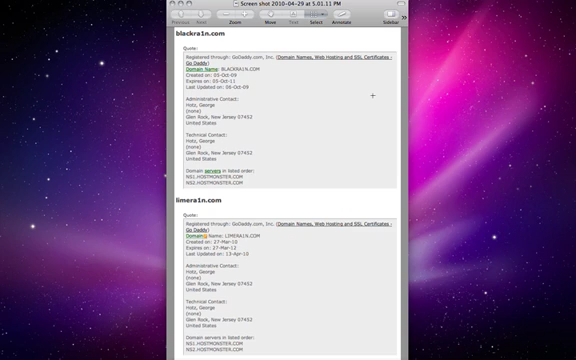 Screen shot 2010-04-29 at 5.01.11 PM
Previous Zoom Move Text Select Annotate Sidebar
blackra1n.com
Quote:
Registered through: GoDaddy.com, Inc. (Domain Names, Web Hosting and SSL Certificates -
Go Daddy)
Domain Name: BLACKRA1N.COM
Created on: 05-Oct-09
Expires on: 05-Oct-11
Last Updated on: 06-Oct-09
Administrative Contact:
Hotz, George
(none)
Glen Rock, New Jersey 07452
United States
Technical Contact:
Hotz, George
(none)
Glen Rock, New Jersey 07452
United States
Domain servers in listed order:
NS1.HOSTMONSTER.COM
NS2.HOSTMONSTER.COM
limera1n.com
Quote:
Registered through: GoDaddy.com, Inc. (Domain Names, Web Hosting and SSL Certificates -
Go Daddy)
Domain Name: LIMERA1N.COM
Created on: 27-Mar-10
Expires on: 27-Mar-12
Last Updated on: 13-Apr-10
Administrative Contact:
Hotz, George
(none)
Glen Rock, New Jersey 07452
United States
Technical Contact:
Hotz, George
(none)
Glen Rock, New Jersey 07452
United States
Domain servers in listed order:
NS1.HOSTMONSTER.COM
NS2.HOSTMONSTER.COM